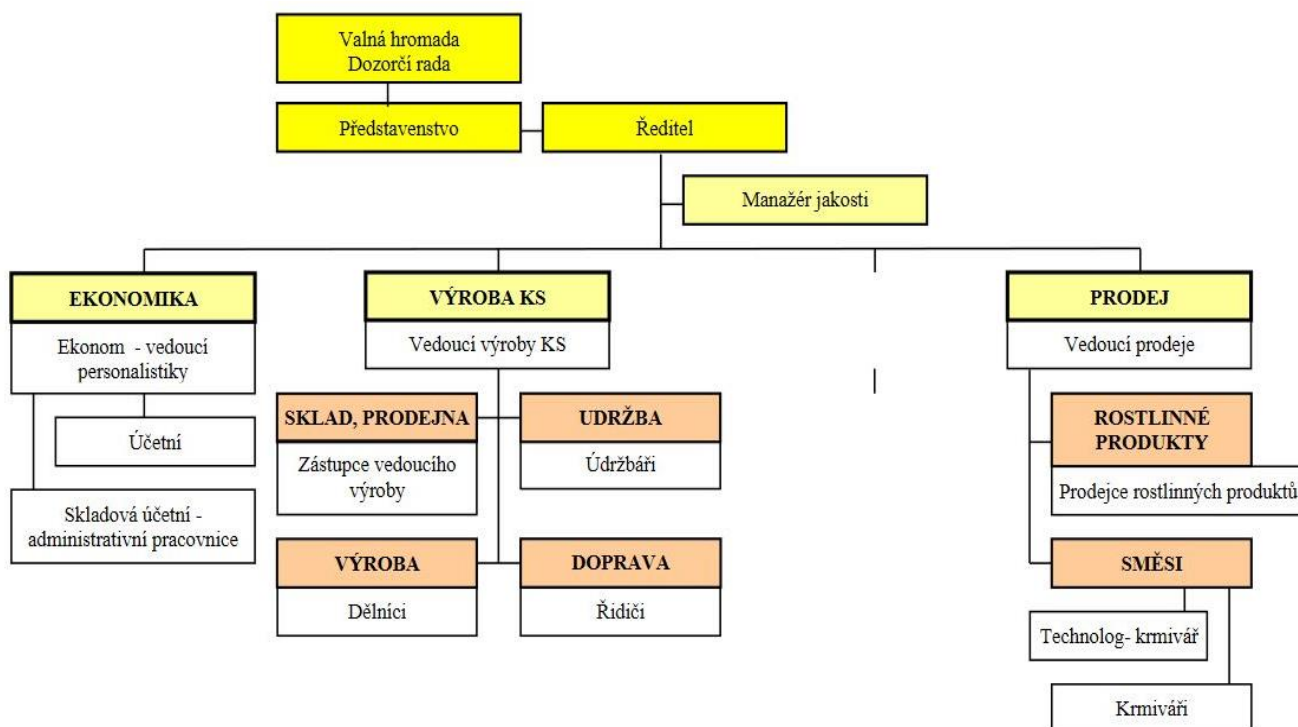 Valná hromada
Dozorčí rada
Představenstvo
Ředitel
Manažér jakosti
EKONOMIKA
Ekonom - vedoucí
personalistiky
Účetní
Skladová účetní -
administrativní pracovnice
VÝROBA KS
Vedoucí výroby KS
SKLAD, PRODEJNA
Zástupce vedoucího
výroby
UDRŽBA
Údržbáři
VÝROBA
Dělníci
DOPRAVA
Řidiči
PRODEJ
Vedoucí prodeje
ROSTLINNÉ
PRODUKTY
Prodejce rostlinných produktů
SMĚSI
Technolog- krmivář
Krmiváři